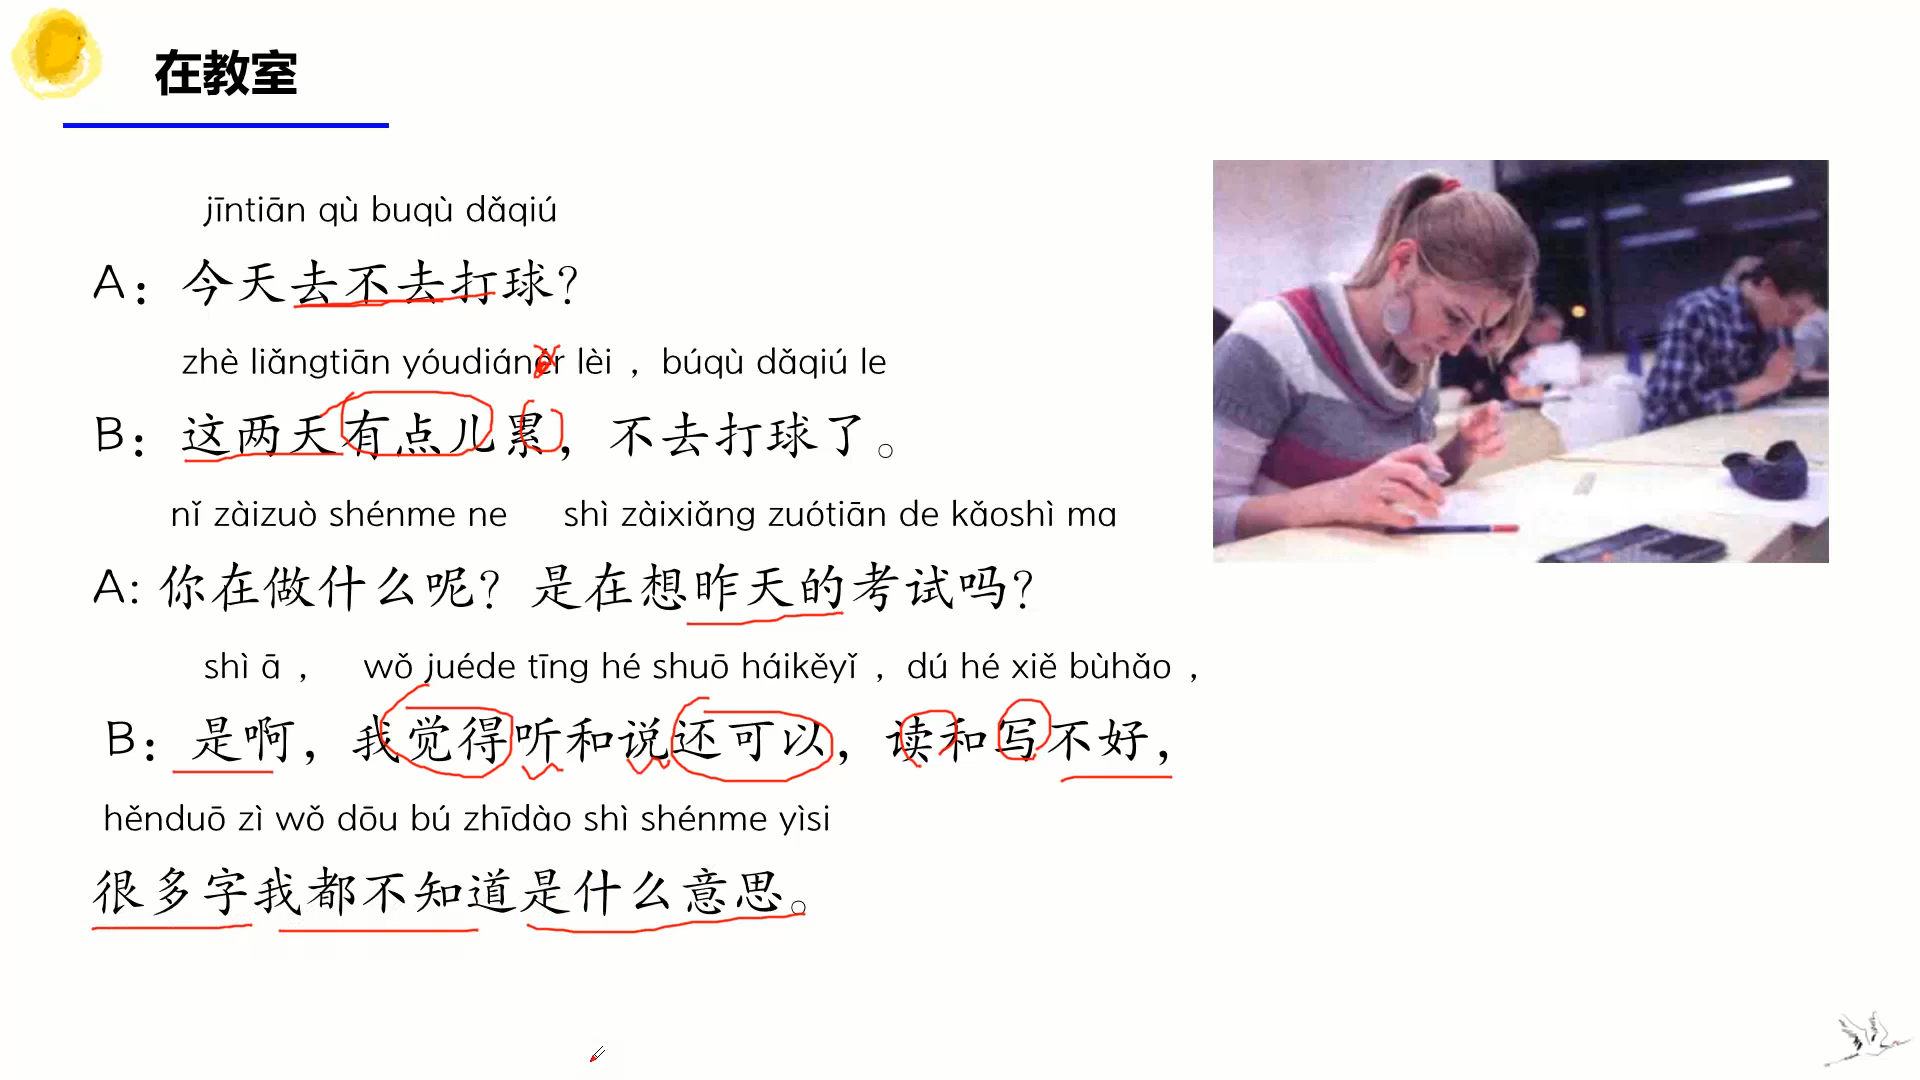 在教室
jīntiān qù buqù dǎqiú
A：今天去不去打球？
zhè liǎngtiān yóudiánér lèi ，búqù dǎqiú le
B：这两天有点儿累，不去打球了。
nǐ zàizuò shénme ne shì zàixiǎng zuótiān de kǎoshì ma
A: 你在做什么呢？是在想昨天的考试吗？
shì ā ， wǒ juéde tīng hé shuō háikěyǐ ，dú hé xiě bùhǎo ，
B：是啊，我觉得听和说还可以，读和写不好，
hěnduō zì wǒ dōu bú zhīdào shì shénme yìsi
很多字我都不知道是什么意思。